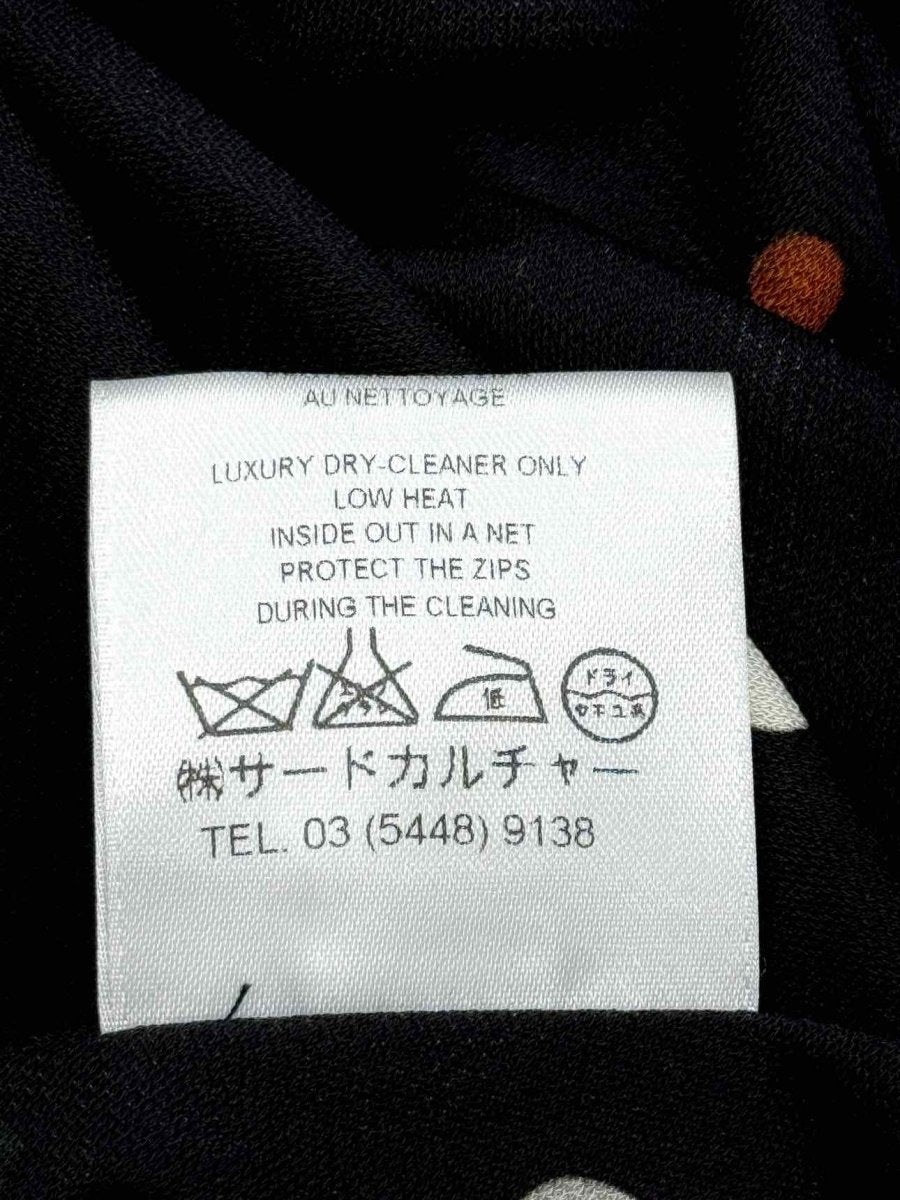 AU NETTOYAGE
LUXURY DRY-CLEANER ONLY
LOW HEAT
INSIDE OUT IN A NET
PROTECT THE ZIPS
DURING THE CLEANING
低
ドライ
(株)サードカルチャー
TEL. 03 (5448) 9138